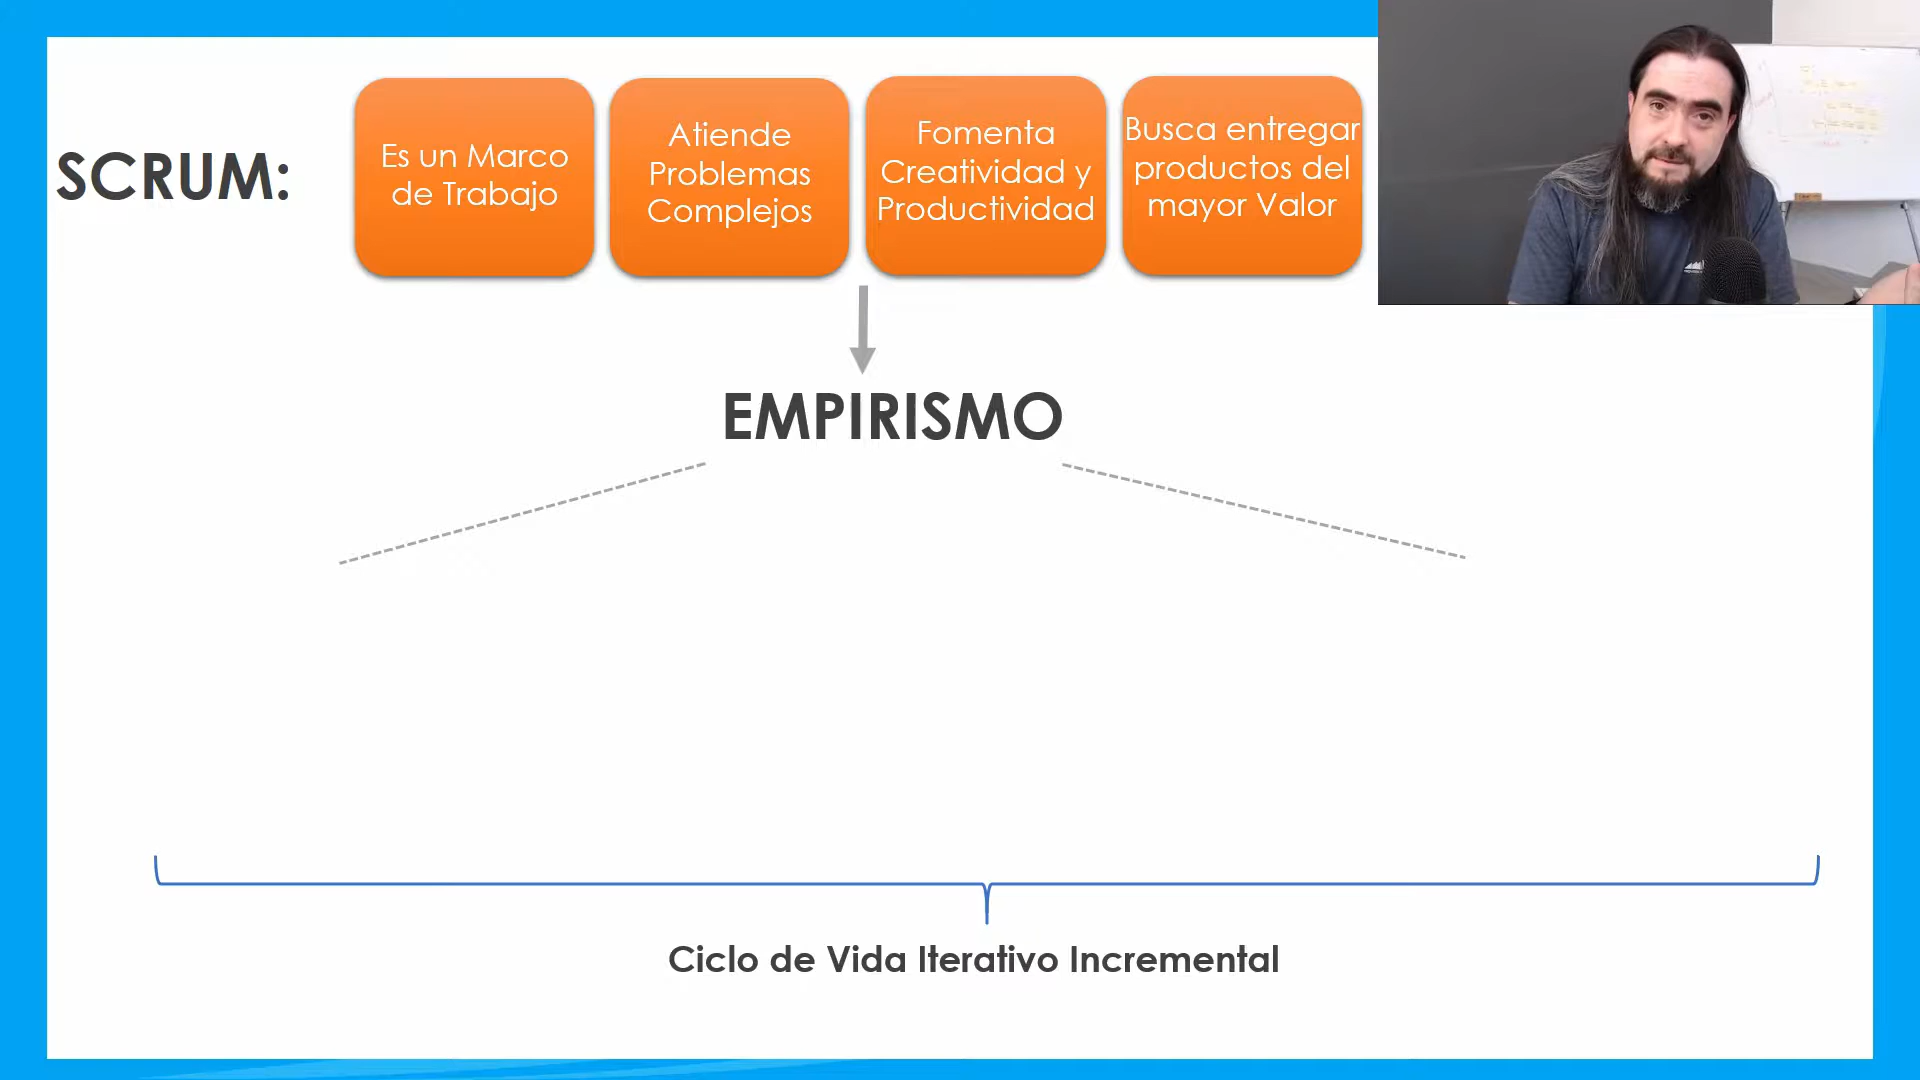 SCRUM:
Es un Marco
de Trabajo
Atiende
Problemas
Complejos
Fomenta
Creatividad y
Productividad
Busca entregar
productos del
mayor Valor
EMPIRISMO
Ciclo de Vida Iterativo Incremental